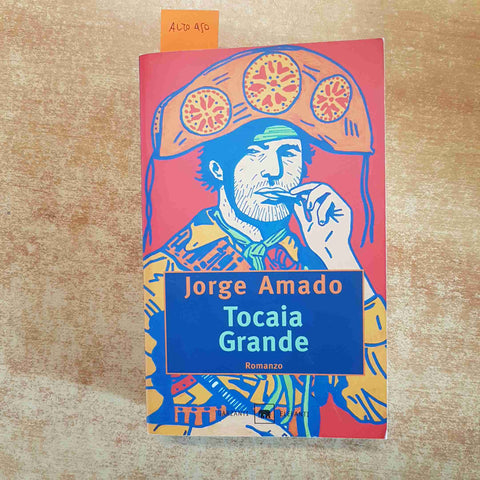 ALTO 450
Jorge Amado
Tocaia
Grande
Romanzo